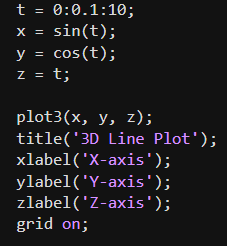 t = 0:0.1:10;
x = sin(t);
y = cos(t);
z = t;

plot3(x, y, z);
title('3D Line Plot');
xlabel('X-axis');
ylabel('Y-axis');
zlabel('Z-axis');
grid on;